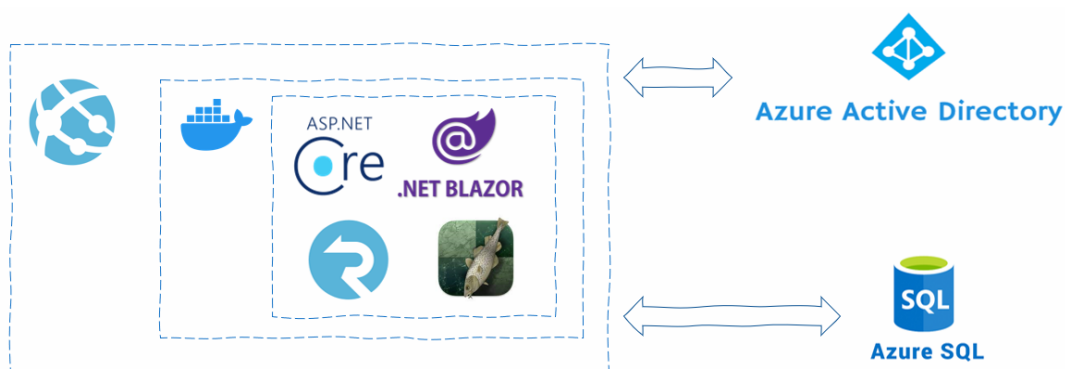 ASP.NET
Core
.NET BLAZOR
Azure Active Directory
SQL
Azure SQL